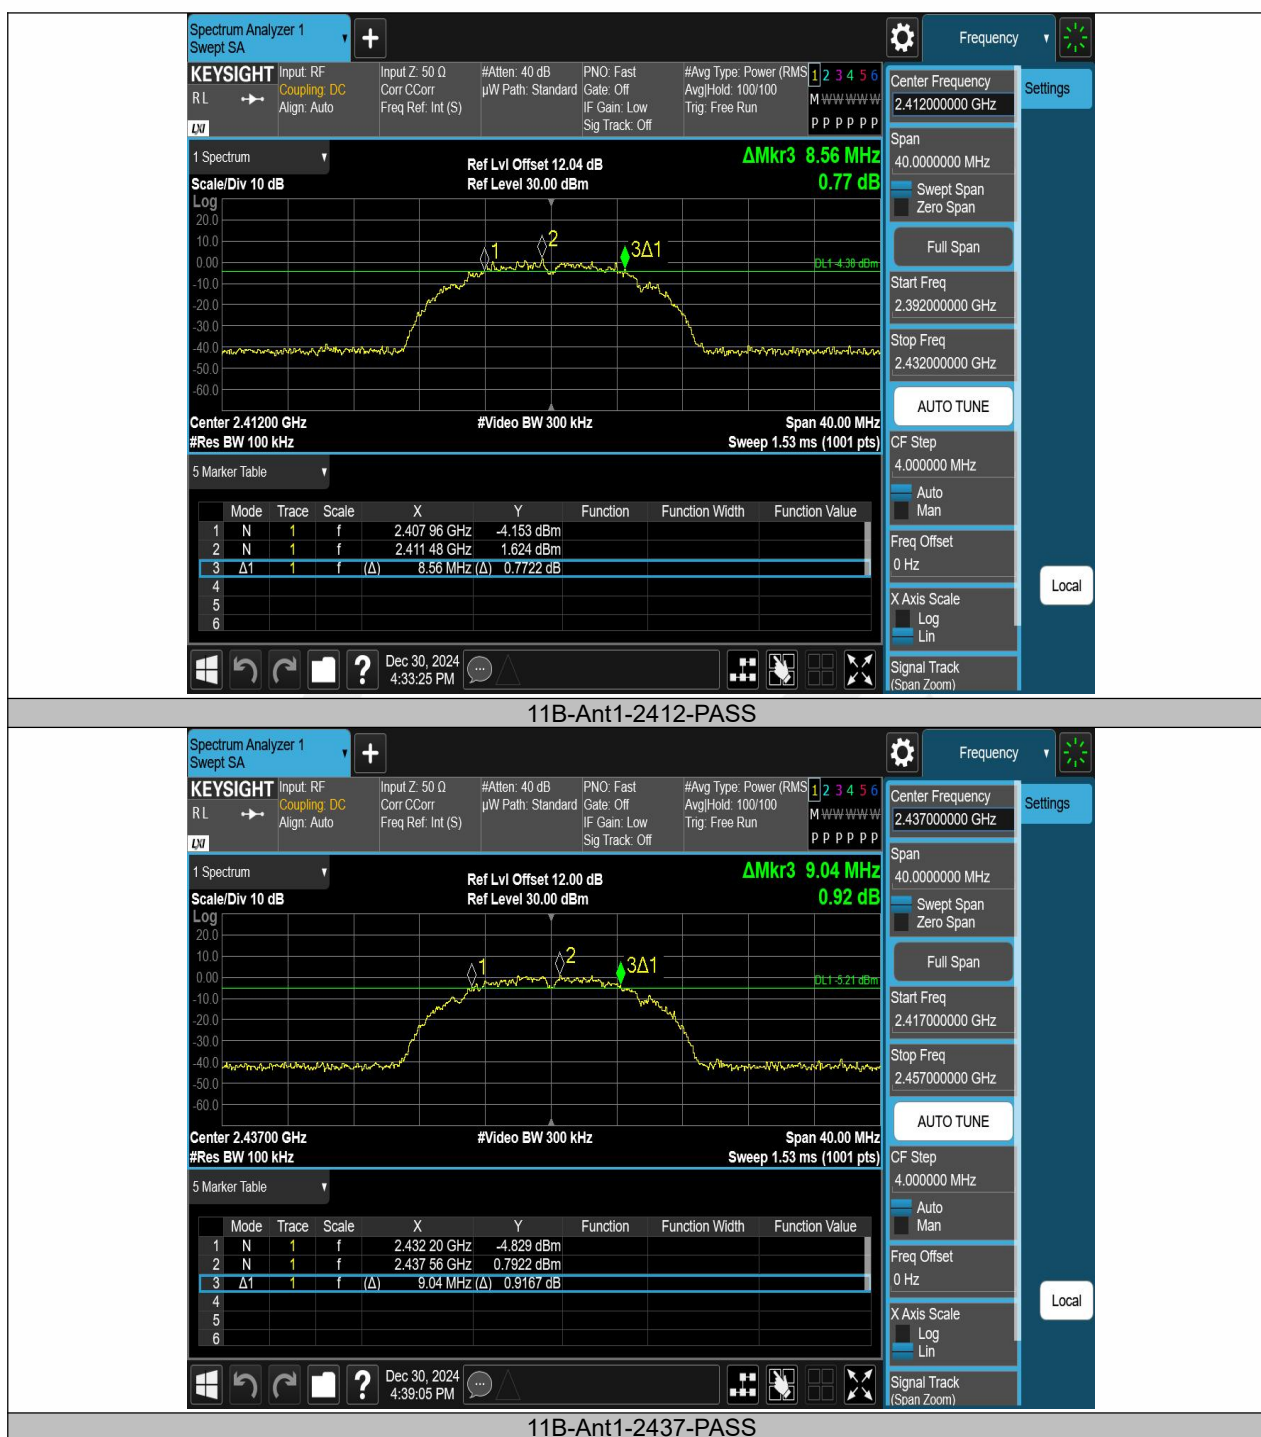 Spectrum Analyzer 1
Swept SA
+
Frequency
KEYSIGHT
R L
LXI
Input: RF
Coupling: DC
Align: Auto
Input Z: 50 Ω
Corr CCorr
Freq Ref: Int (S)
#Atten: 40 dB
µW Path: Standard
PNO: Fast
Gate: Off
IF Gain: Low
Sig Track: Off
#Avg Type: Power (RMS
Avg|Hold: 100/100
Trig: Free Run
1 2 3 4 5 6
M W W W W W
P P P P P P
1 Spectrum
Scale/Div 10 dB
Ref Lvl Offset 12.04 dB
Ref Level 30.00 dBm
ΔMkr3 8.56 MHz
0.77 dB
Log
20.0
10.0
0.00
-10.0
-20.0
-30.0
-40.0
-50.0
-60.0
1
2
3Δ1
DL1 -4.38 dBm
Center 2.41200 GHz
#Video BW 300 kHz
Span 40.00 MHz
#Res BW 100 kHz
Sweep 1.53 ms (1001 pts)
5 Marker Table
Mode Trace Scale X Y Function Function Width Function Value
1 N 1 f 2.407 96 GHz -4.153 dBm
2 N 1 f 2.411 48 GHz 1.624 dBm
3 Δ1 1 f (Δ) 8.56 MHz (Δ) 0.7722 dB
4
5
6
Dec 30, 2024
4:33:25 PM
Center Frequency
2.412000000 GHz
Settings
Span
40.0000000 MHz
Swept Span
Zero Span
Full Span
Start Freq
2.392000000 GHz
Stop Freq
2.432000000 GHz
AUTO TUNE
CF Step
4.000000 MHz
Auto
Man
Freq Offset
0 Hz
Local
X Axis Scale
Log
Lin
Signal Track
(Span Zoom)
11B-Ant1-2412-PASS
Spectrum Analyzer 1
Swept SA
+
Frequency
KEYSIGHT
R L
LXI
Input: RF
Coupling: DC
Align: Auto
Input Z: 50 Ω
Corr CCorr
Freq Ref: Int (S)
#Atten: 40 dB
µW Path: Standard
PNO: Fast
Gate: Off
IF Gain: Low
Sig Track: Off
#Avg Type: Power (RMS
Avg|Hold: 100/100
Trig: Free Run
1 2 3 4 5 6
M W W W W W
P P P P P P
1 Spectrum
Scale/Div 10 dB
Ref Lvl Offset 12.00 dB
Ref Level 30.00 dBm
ΔMkr3 9.04 MHz
0.92 dB
Log
20.0
10.0
0.00
-10.0
-20.0
-30.0
-40.0
-50.0
-60.0
1
2
3Δ1
DL1 -5.21 dBm
Center 2.43700 GHz
#Video BW 300 kHz
Span 40.00 MHz
#Res BW 100 kHz
Sweep 1.53 ms (1001 pts)
5 Marker Table
Mode Trace Scale X Y Function Function Width Function Value
1 N 1 f 2.432 20 GHz -4.829 dBm
2 N 1 f 2.437 56 GHz 0.7922 dBm
3 Δ1 1 f (Δ) 9.04 MHz (Δ) 0.9167 dB
4
5
6
Dec 30, 2024
4:39:05 PM
Center Frequency
2.437000000 GHz
Settings
Span
40.0000000 MHz
Swept Span
Zero Span
Full Span
Start Freq
2.417000000 GHz
Stop Freq
2.457000000 GHz
AUTO TUNE
CF Step
4.000000 MHz
Auto
Man
Freq Offset
0 Hz
Local
X Axis Scale
Log
Lin
Signal Track
(Span Zoom)
11B-Ant1-2437-PASS